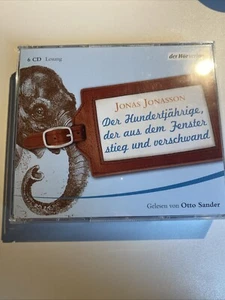 6 CD Lesung
der Hörverlag
JONAS JONASSON
Der Hundertjährige,
der aus dem Fenster
stieg und verschwand
Gelesen von Otto Sander